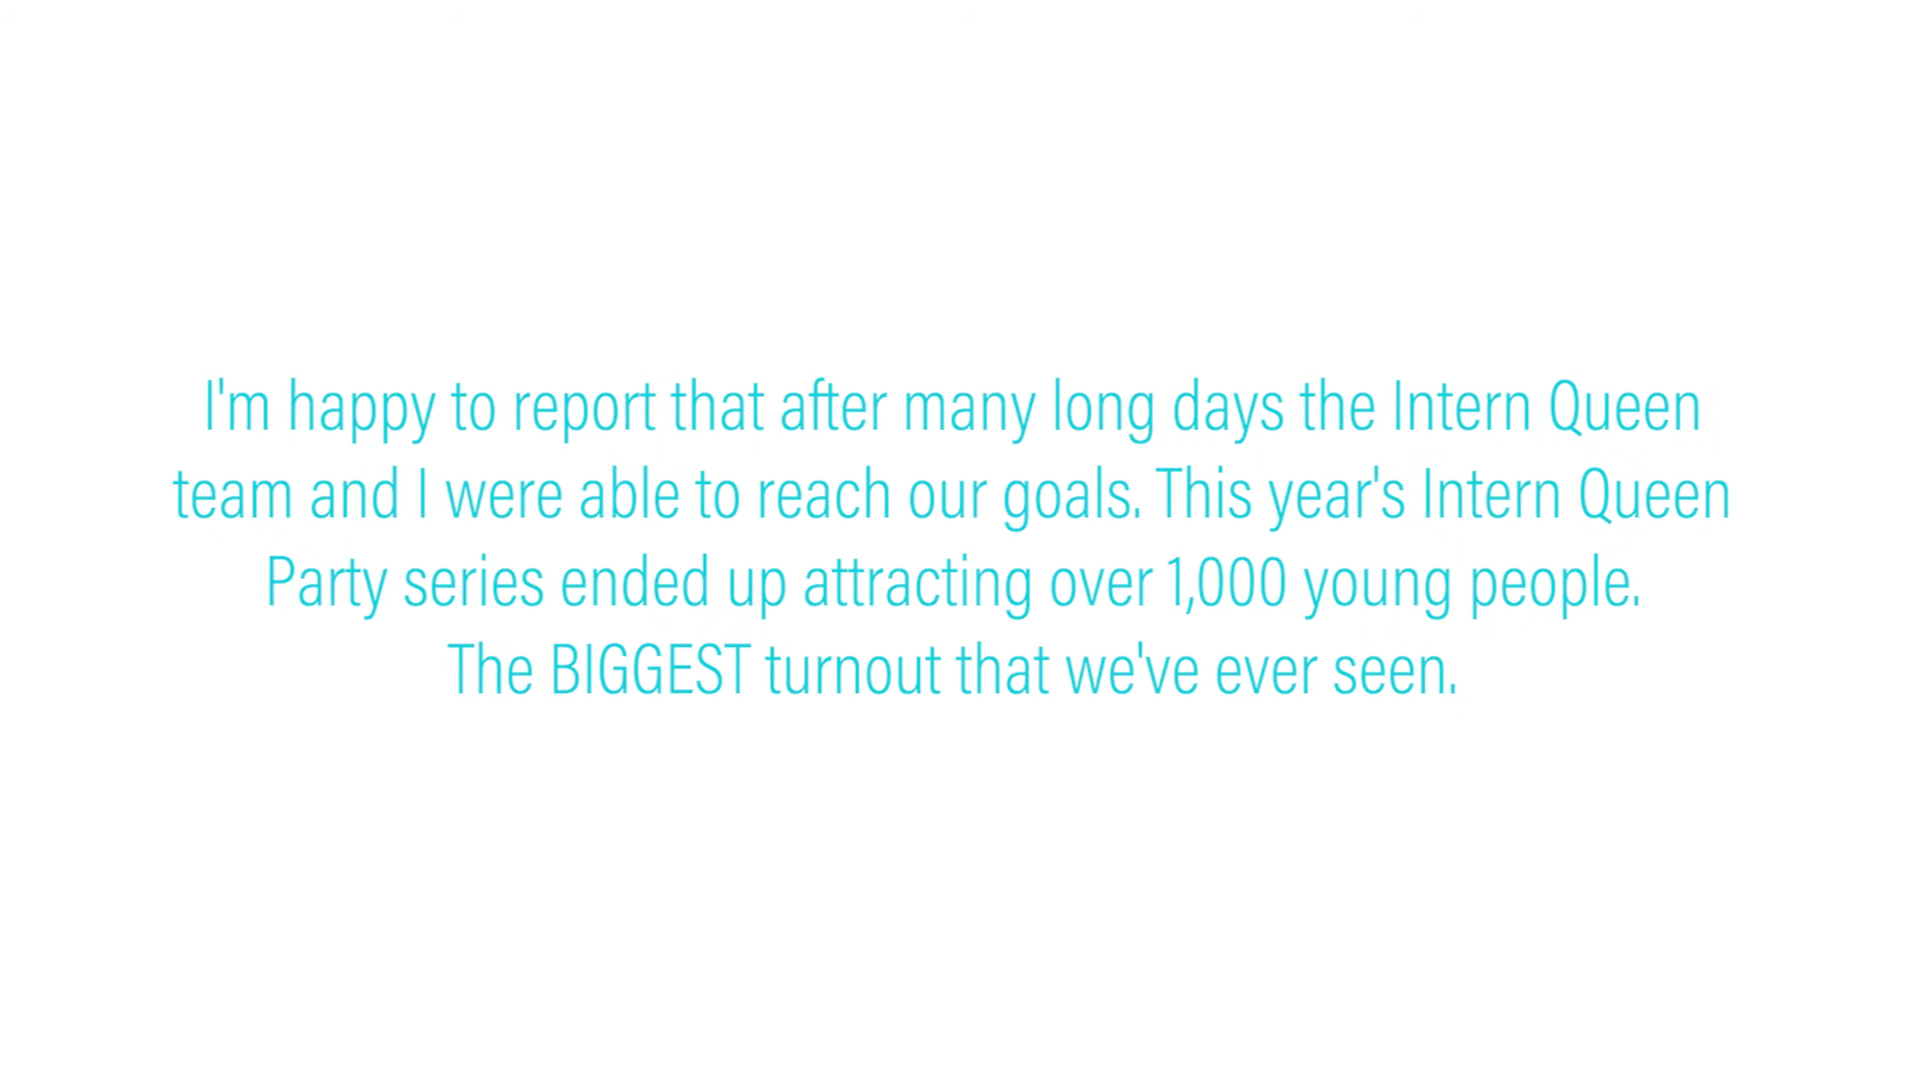 I'm happy to report that after many long days the Intern Queen
team and I were able to reach our goals. This year's Intern Queen
Party series ended up attracting over 1,000 young people.
The BIGGEST turnout that we've ever seen.